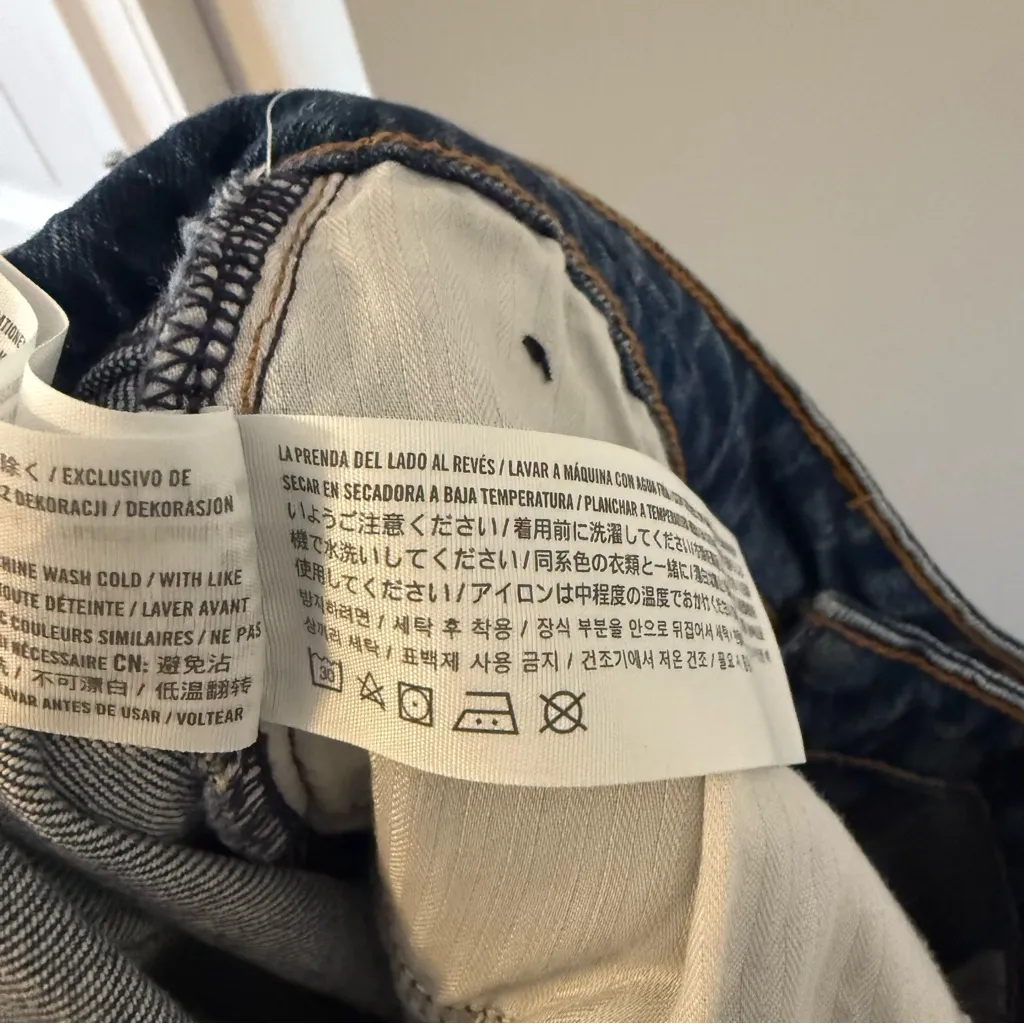 除く / EXCLUSIVO DE
DEKORACJI / DEKORASJON
WASH COLD / WITH LIKE
DÉTEINTE / LAVER AVANT
COULEURS SIMILAIRES / NE PAS
NÉCESSAIRE CN: 避免沾
/ 不可漂白 / 低温翻转
LAVAR ANTES DE USAR / VOLTEAR
LA PRENDA DEL LADO AL REVÉS / LAVAR A MÁQUINA CON AGUA
SECAR EN SECADORA A BAJA TEMPERATURA / PLANCHAR A
いようご注意ください/着用前に洗濯してください/
機で水洗いしてください/同系色の衣類と一緒に/
使用してください/アイロンは中程度の温度でおかけ
방지하려면 / 세탁 후 착용 / 장식 부분을 안으로 뒤집어서
세탁 / 표백제 사용 금지 / 건조기에서 저온 건조 /
30